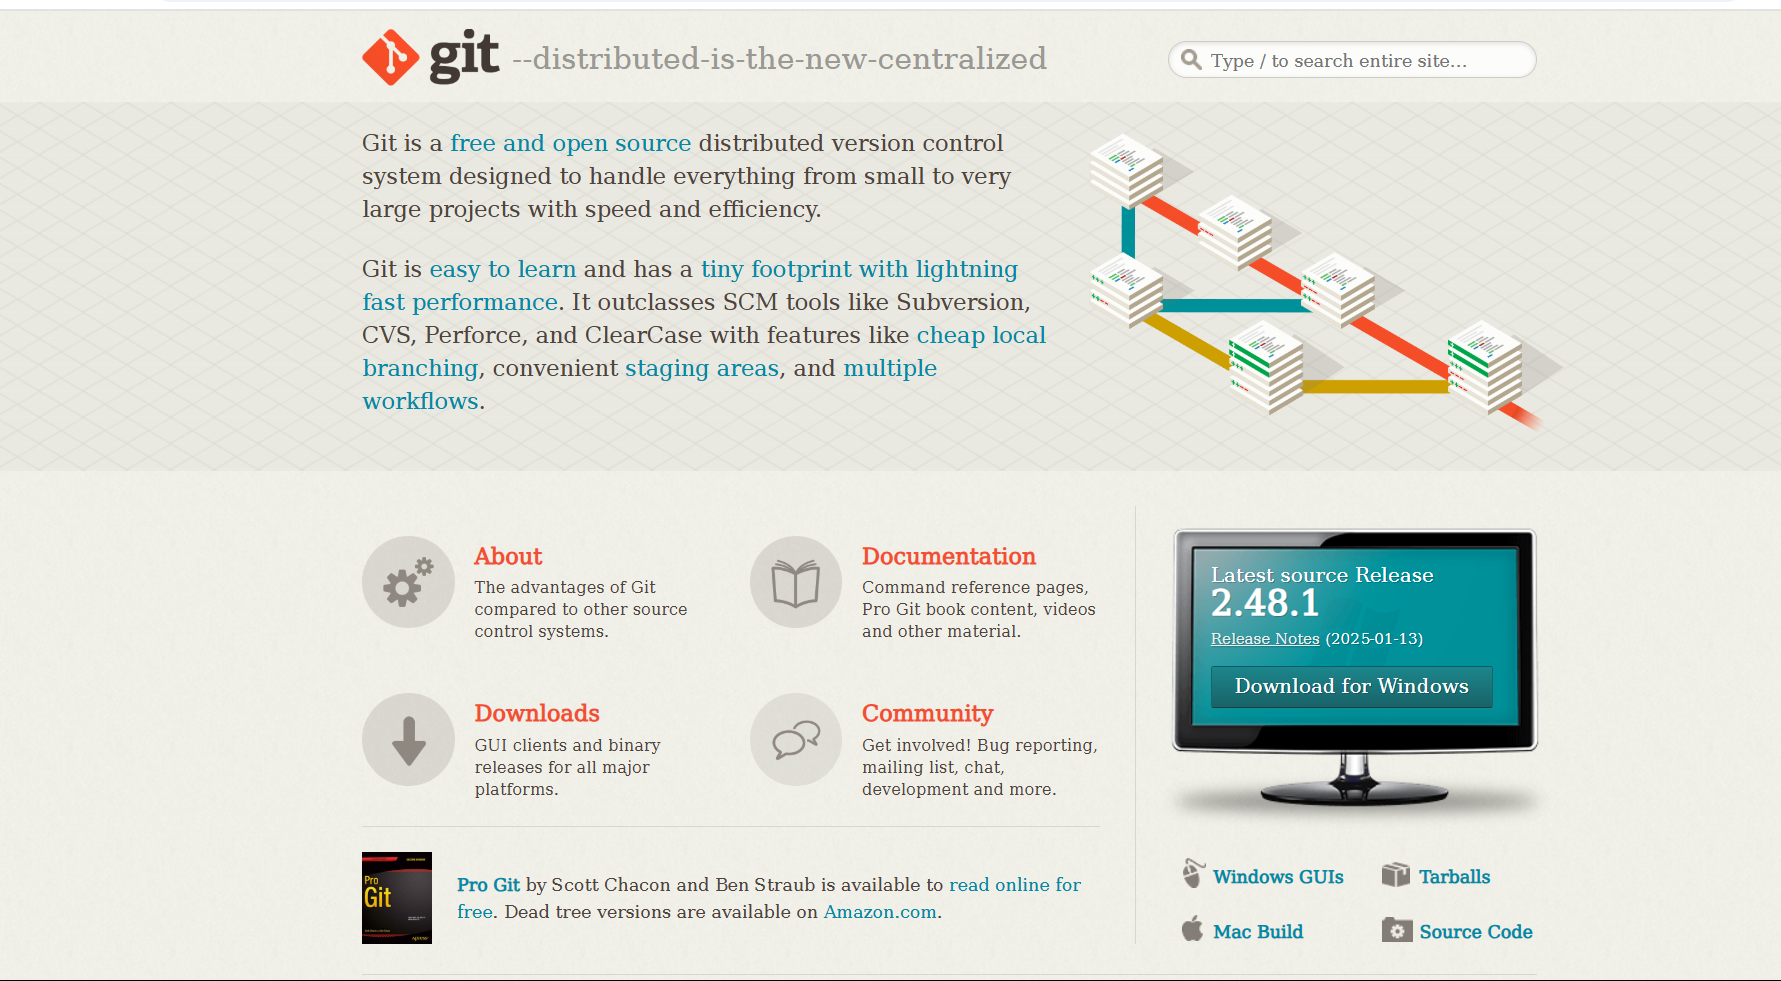 git --distributed-is-the-new-centralized
Type / to search entire site…
Git is a free and open source distributed version control
system designed to handle everything from small to very
large projects with speed and efficiency.
Git is easy to learn and has a tiny footprint with lightning
fast performance. It outclasses SCM tools like Subversion,
CVS, Perforce, and ClearCase with features like cheap local
branching, convenient staging areas, and multiple
workflows.
About
The advantages of Git
compared to other source
control systems.
Documentation
Command reference pages,
Pro Git book content, videos
and other material.
Downloads
GUI clients and binary
releases for all major
platforms.
Community
Get involved! Bug reporting,
mailing list, chat,
development and more.
Pro
Git
Pro Git by Scott Chacon and Ben Straub is available to read online for
free. Dead tree versions are available on Amazon.com.
Latest source Release
2.48.1
Release Notes (2025-01-13)
Download for Windows
Windows GUIs
Tarballs
Mac Build
Source Code